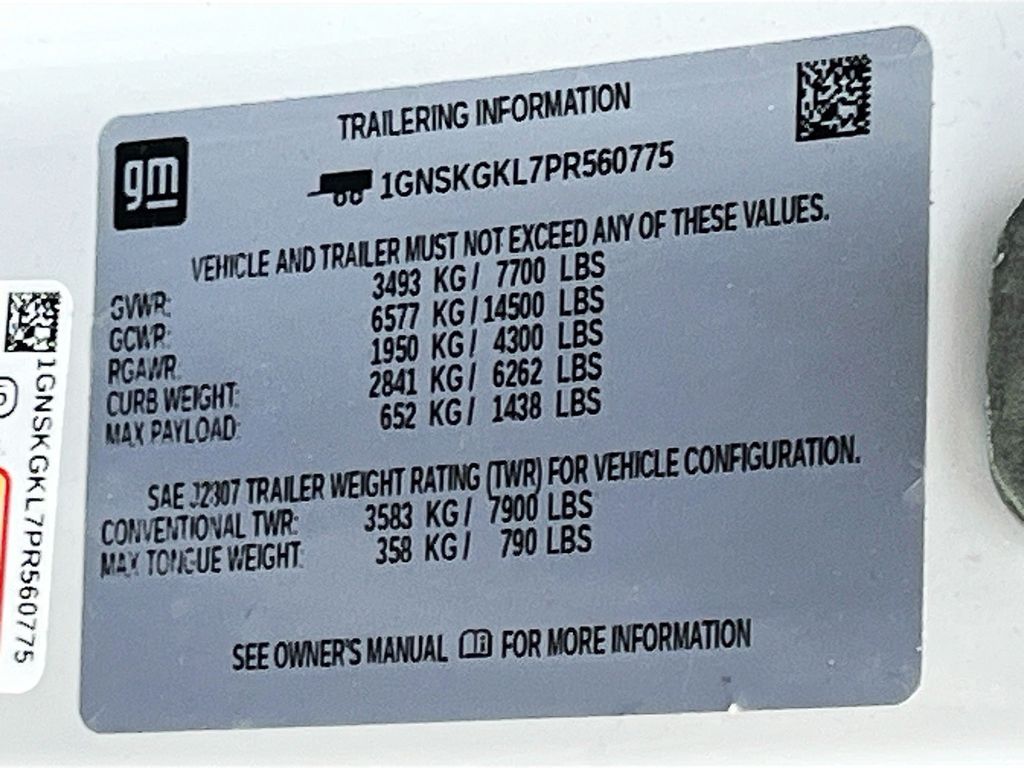 gm
TRAILERING INFORMATION
1GNSKGKL7PR560775
VEHICLE AND TRAILER MUST NOT EXCEED ANY OF THESE VALUES.
GVWR: 3493 KG/ 7700 LBS
GCWR: 6577 KG/14500 LBS
RGAWR: 1950 KG/ 4300 LBS
CURB WEIGHT: 2841 KG/ 6262 LBS
MAX PAYLOAD: 652 KG/ 1438 LBS
SAE J2307 TRAILER WEIGHT RATING (TWR) FOR VEHICLE CONFIGURATION.
CONVENTIONAL TWR: 3583 KG/ 7900 LBS
MAX TONGUE WEIGHT: 358 KG/ 790 LBS
SEE OWNER'S MANUAL FOR MORE INFORMATION
1GNSKGKL7PR560775